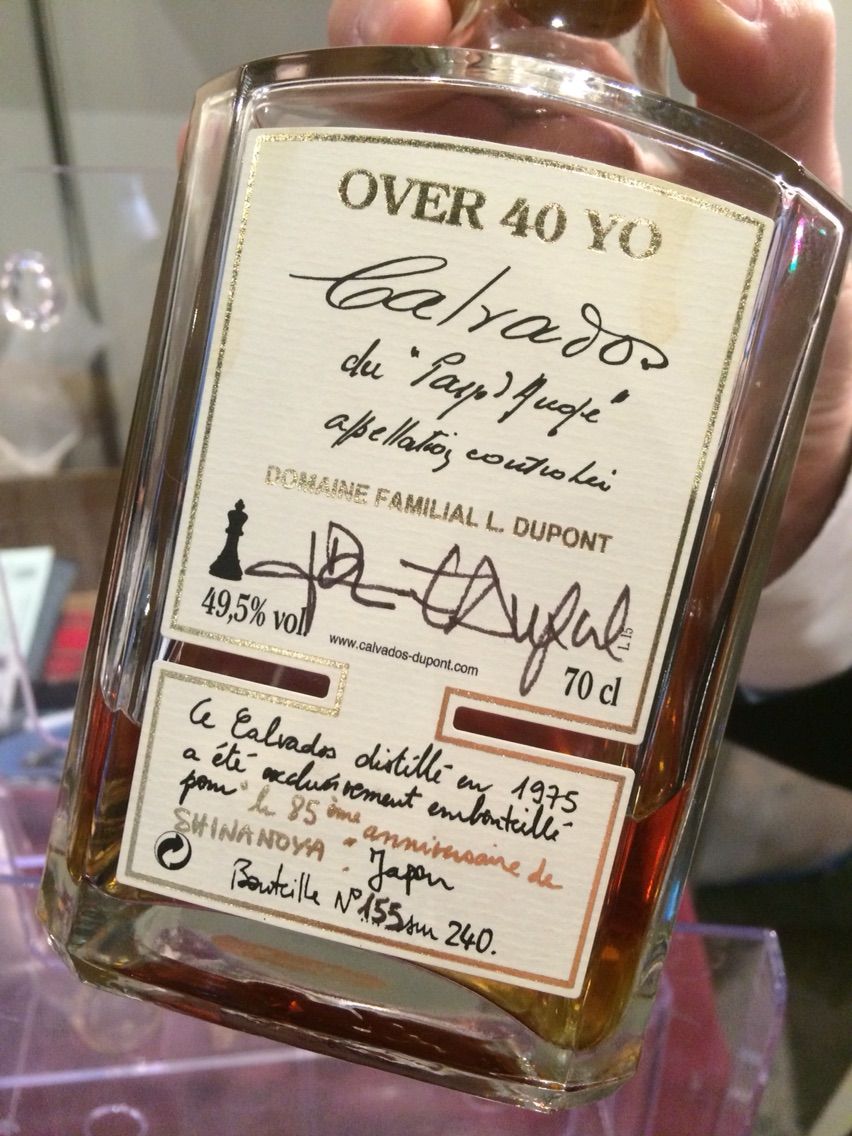 OVER 40 YO
Calvados
du "Pays d'Auge"
appellation controlée
DOMAINE FAMILIAL L. DUPONT
49,5% vol
www.calvados-dupont.com
70 cl
L 15
Ce Calvados distillé en 1975
a été exclusivement embouteillé
pour le 85ème anniversaire de
SHINANOYA - Japon
Bouteille N° 155 sur 240.